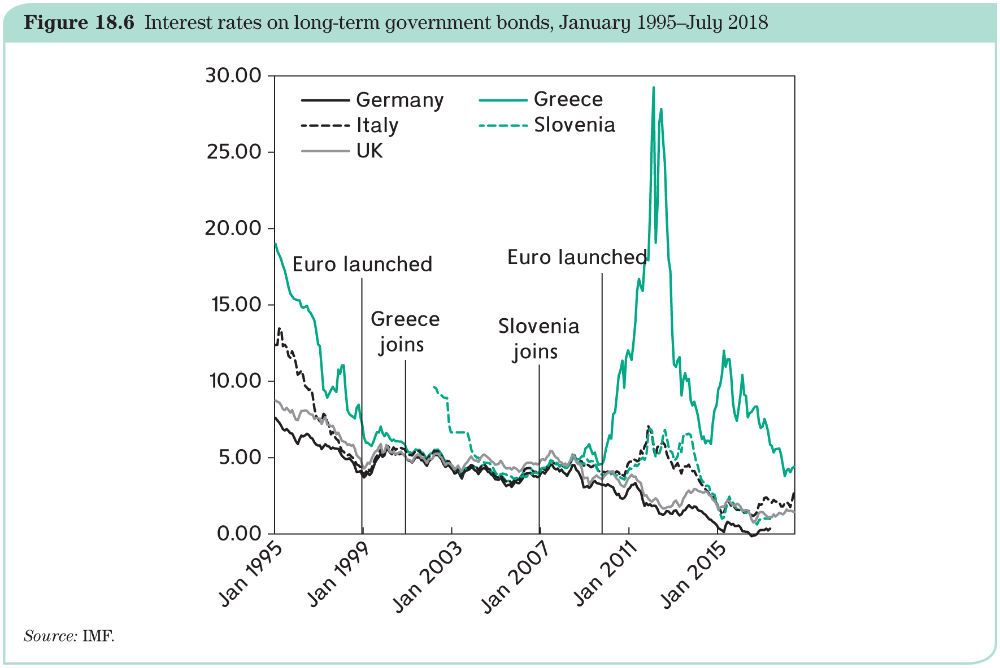 Figure 18.6 Interest rates on long-term government bonds, January 1995–July 2018
30.00
25.00
20.00
15.00
10.00
5.00
0.00
Germany
Italy
UK
Greece
Slovenia
Euro launched
Greece
joins
Slovenia
joins
Euro launched
Jan 1995
Jan 1999
Jan 2003
Jan 2007
Jan 2011
Jan 2015
Source: IMF.